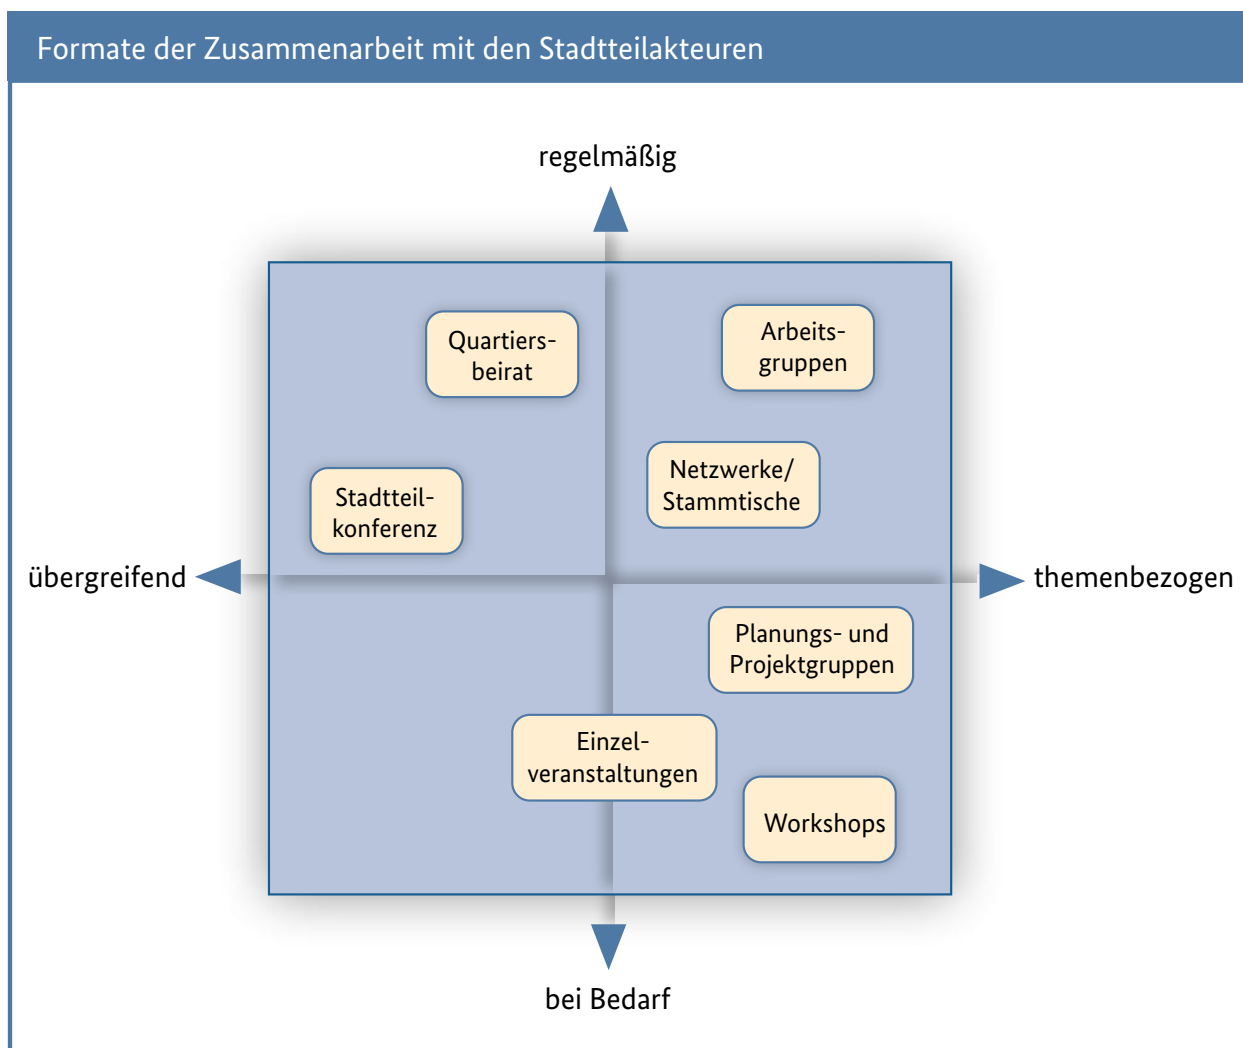 Formate der Zusammenarbeit mit den Stadtteilakteuren
regelmäßig
Quartiers-
beirat
Arbeits-
gruppen
Netzwerke/
Stammtische
Stadtteil-
konferenz
übergreifend
themenbezogen
Planungs- und
Projektgruppen
Einzel-
veranstaltungen
Workshops
bei Bedarf